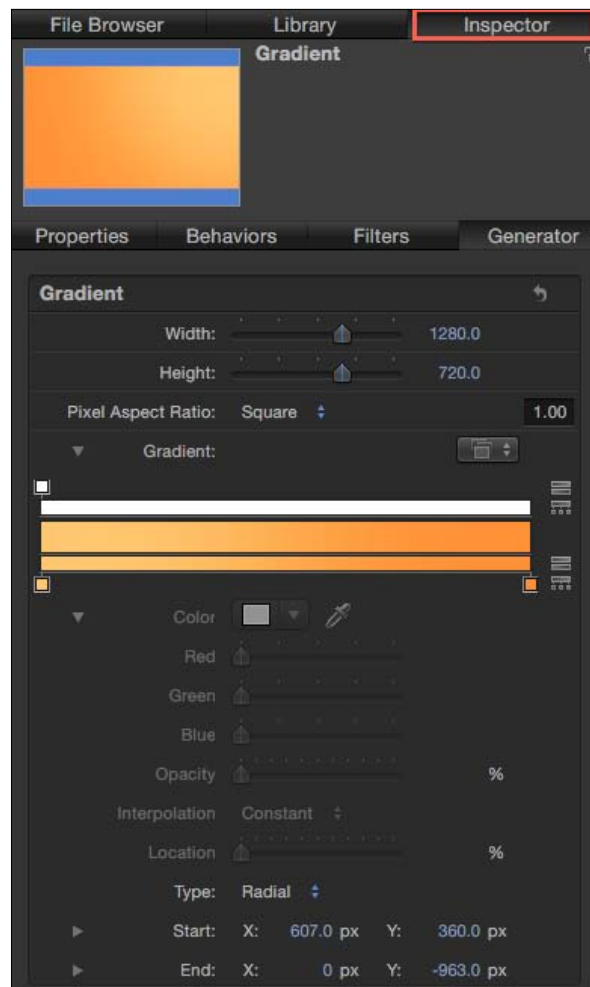 File Browser Library Inspector
Gradient
Properties Behaviors Filters Generator
Gradient
Width: 1280.0
Height: 720.0
Pixel Aspect Ratio: Square 1.00
Gradient:
Color
Red
Green
Blue
Opacity %
Interpolation Constant
Location %
Type: Radial
Start: X: 607.0 px Y: 360.0 px
End: X: 0 px Y: -963.0 px